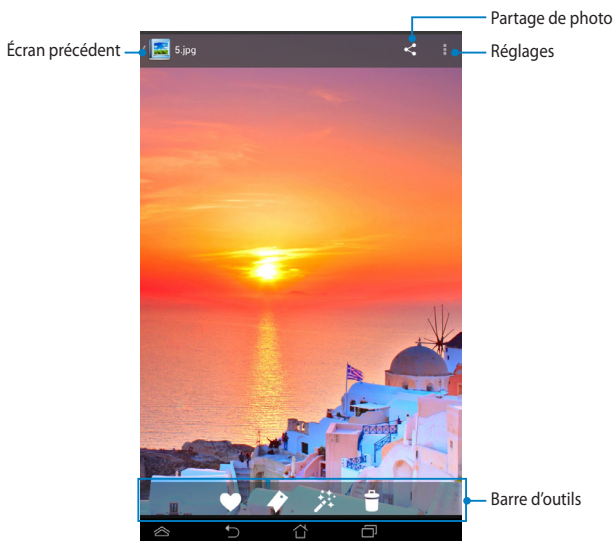 Partage de photo
Écran précédent
5.jpg
Réglages
Barre d'outils